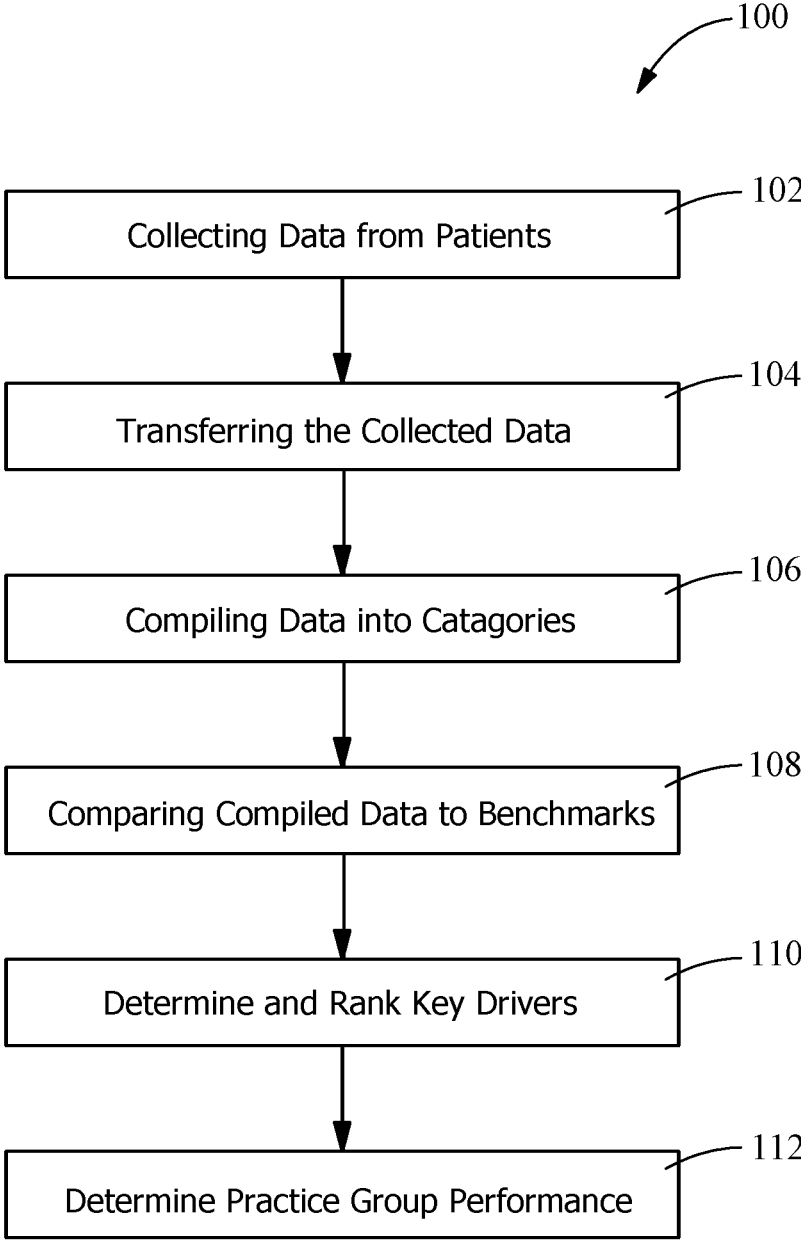 100
102
Collecting Data from Patients
104
Transferring the Collected Data
106
Compiling Data into Catagories
108
Comparing Compiled Data to Benchmarks
110
Determine and Rank Key Drivers
112
Determine Practice Group Performance